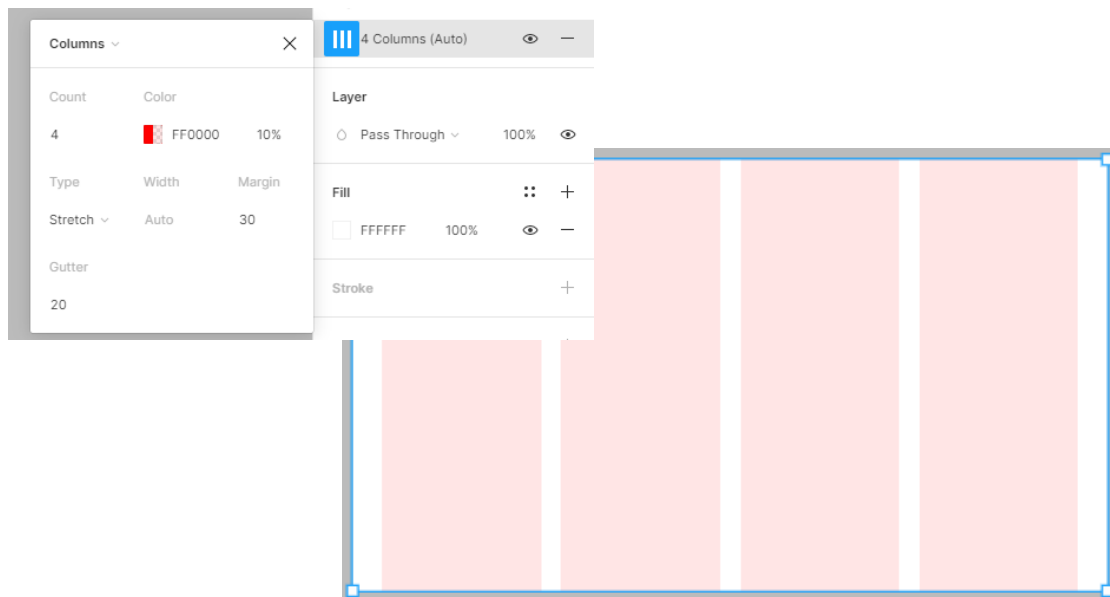 Columns
Count Color
4 FF0000 10%
Type Width Margin
Stretch Auto 30
Gutter
20
4 Columns (Auto)
Layer
Pass Through 100%
Fill
FFFFFF 100%
Stroke